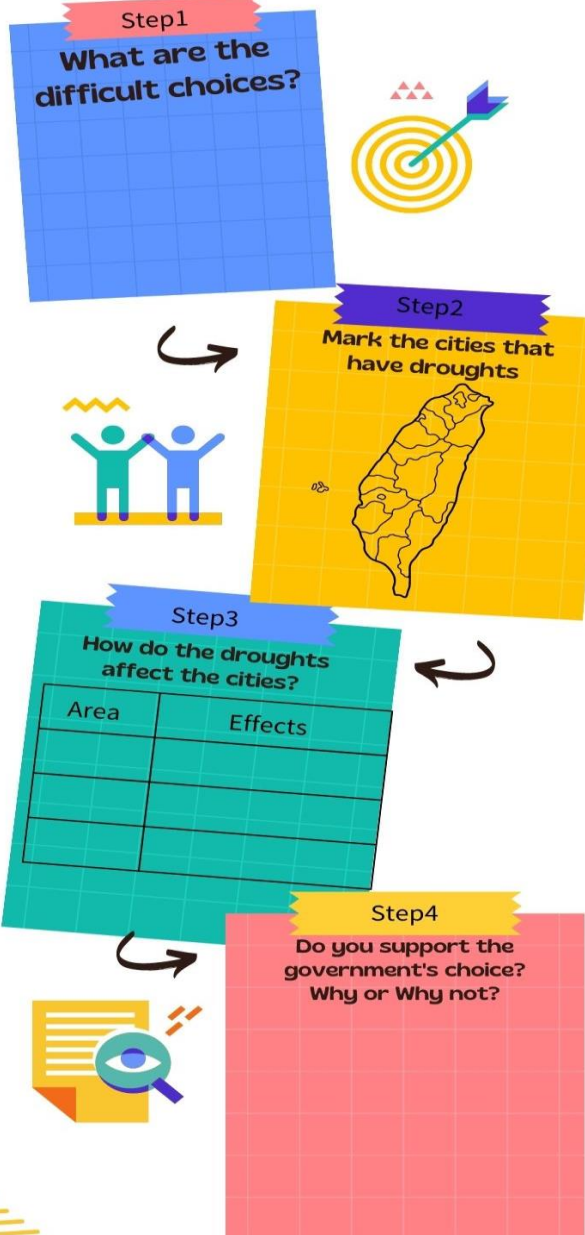 Step1
What are the
difficult choices?
Step2
Mark the cities that
have droughts
Step3
How do the droughts
affect the cities?
Area Effects
Step4
Do you support the
government's choice?
Why or Why not?